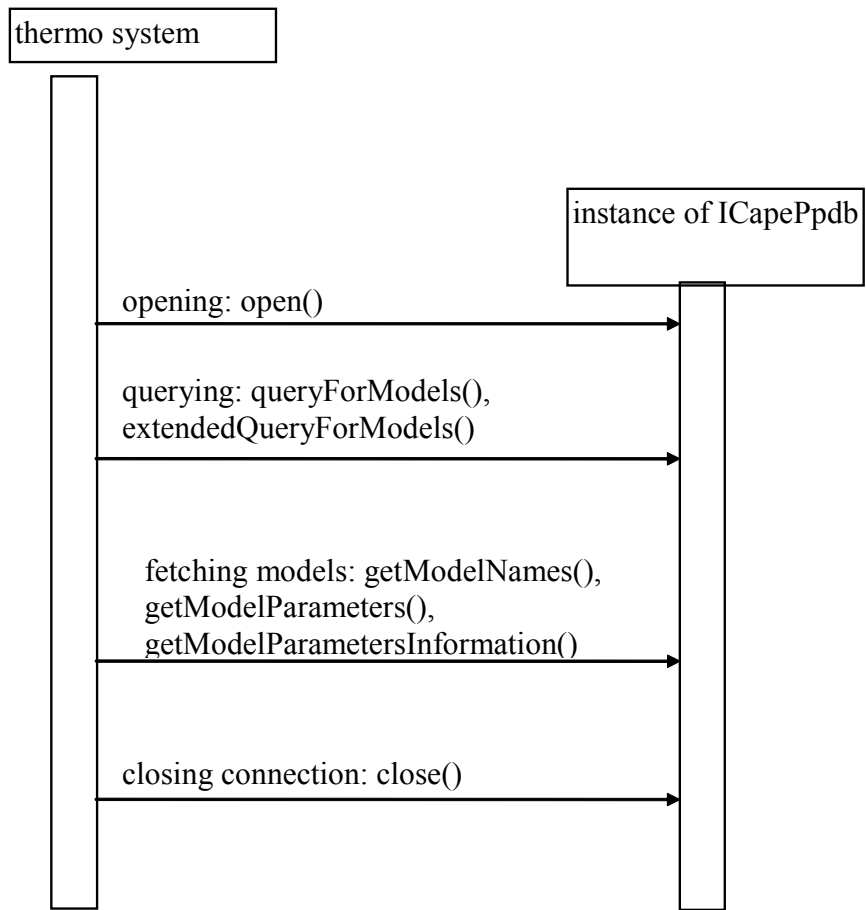 thermo system
instance of ICapePpdb
opening: open()
querying: queryForModels(),
extendedQueryForModels()
fetching models: getModelNames(),
getModelParameters(),
getModelParametersInformation()
closing connection: close()